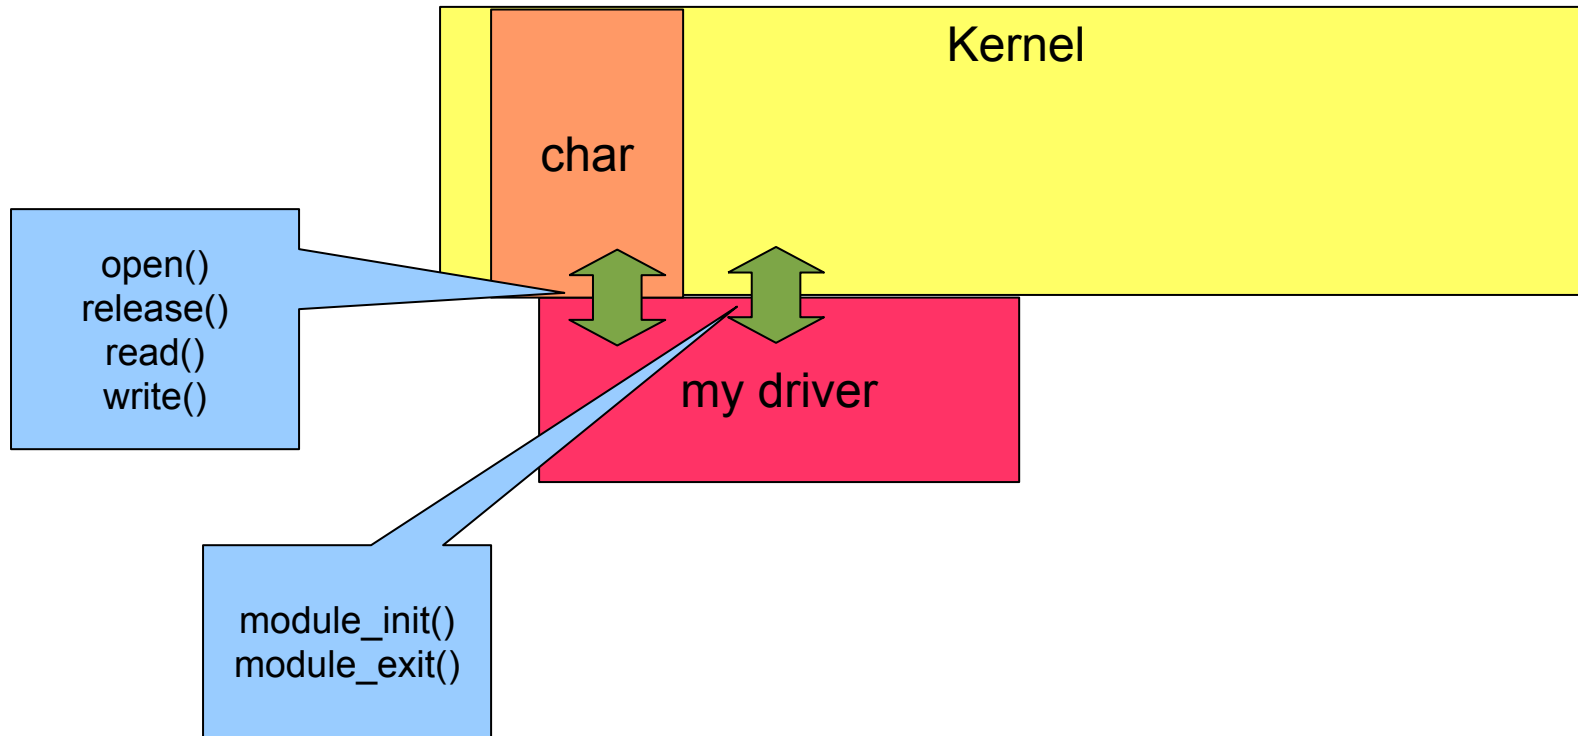 Kernel
char
open()
release()
read()
write()
my driver
module_init()
module_exit()